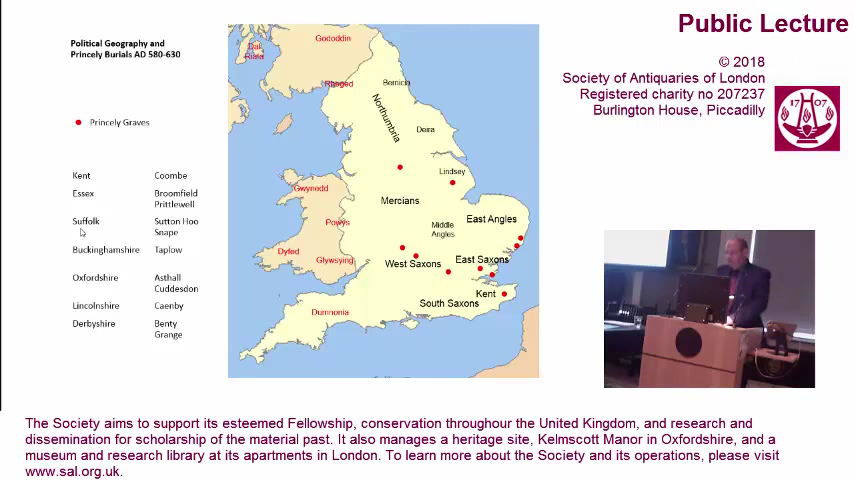 Public Lecture
© 2018
Society of Antiquaries of London
Registered charity no 207237
Burlington House, Piccadilly
1707
Political Geography and
Princely Burials AD 580-630
Princely Graves
Kent Coombe
Essex Broomfield
Prittlewell
Suffolk Sutton Hoo
Snape
Buckinghamshire Taplow
Oxfordshire Asthall
Cuddesdon
Lincolnshire Caenby
Derbyshire Benty
Grange
Gododdin
Dal
Riata
Rheged
Bernicia
Northumbria
Deira
Lindsey
Gwynedd
Mercians
Powys
Middle
Angles
East Angles
Dyfed
Glywysing
West Saxons
East Saxons
Kent
South Saxons
Dumnonia
The Society aims to support its esteemed Fellowship, conservation throughour the United Kingdom, and research and
dissemination for scholarship of the material past. It also manages a heritage site, Kelmscott Manor in Oxfordshire, and a
museum and research library at its apartments in London. To learn more about the Society and its operations, please visit
www.sal.org.uk.